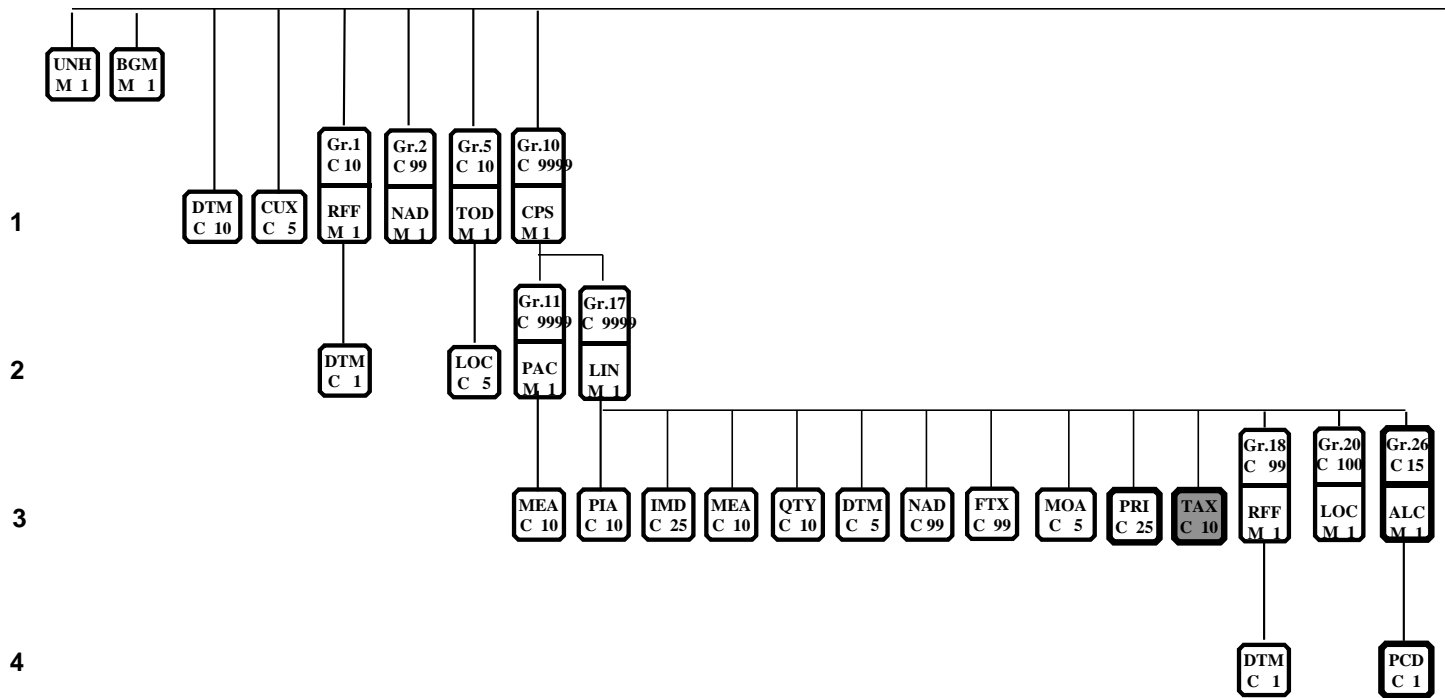 UNH
M 1
BGM
M 1
Gr.1
C 10
Gr.2
C 99
Gr.5
C 10
Gr.10
C 9999
1
DTM
C 10
CUX
C 5
RFF
M 1
NAD
M 1
TOD
M 1
CPS
M 1
Gr.11
C 9999
Gr.17
C 9999
2
DTM
C 1
LOC
C 5
PAC
M 1
LIN
M 1
Gr.18
C 99
Gr.20
C 100
Gr.26
C 15
3
MEA
C 10
PIA
C 10
IMD
C 25
MEA
C 10
QTY
C 10
DTM
C 5
NAD
C 99
FTX
C 99
MOA
C 5
PRI
C 25
TAX
C 10
RFF
M 1
LOC
M 1
ALC
M 1
4
DTM
C 1
PCD
C 1